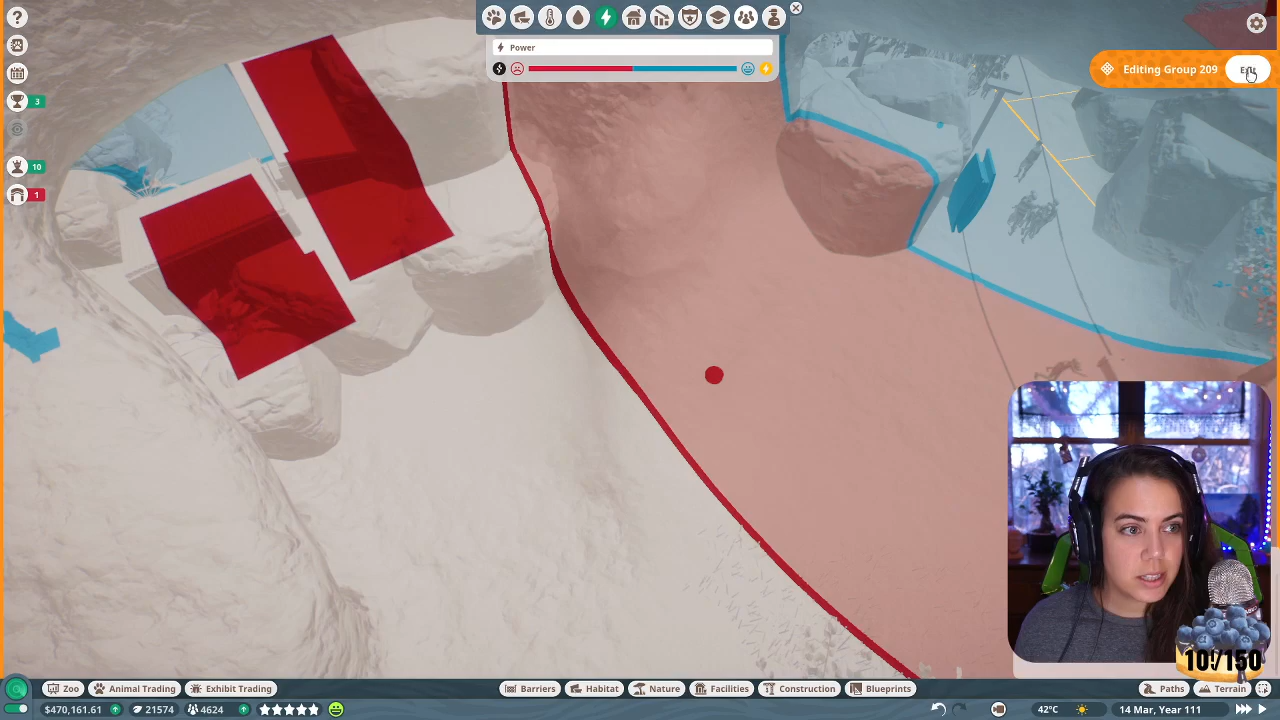 Power
Editing Group 209
3
10
1
10/150
Zoo
Animal Trading
Exhibit Trading
Barriers
Habitat
Nature
Facilities
Construction
Blueprints
Paths
Terrain
$470,161.61
21574
4624
42°C
14 Mar, Year 111